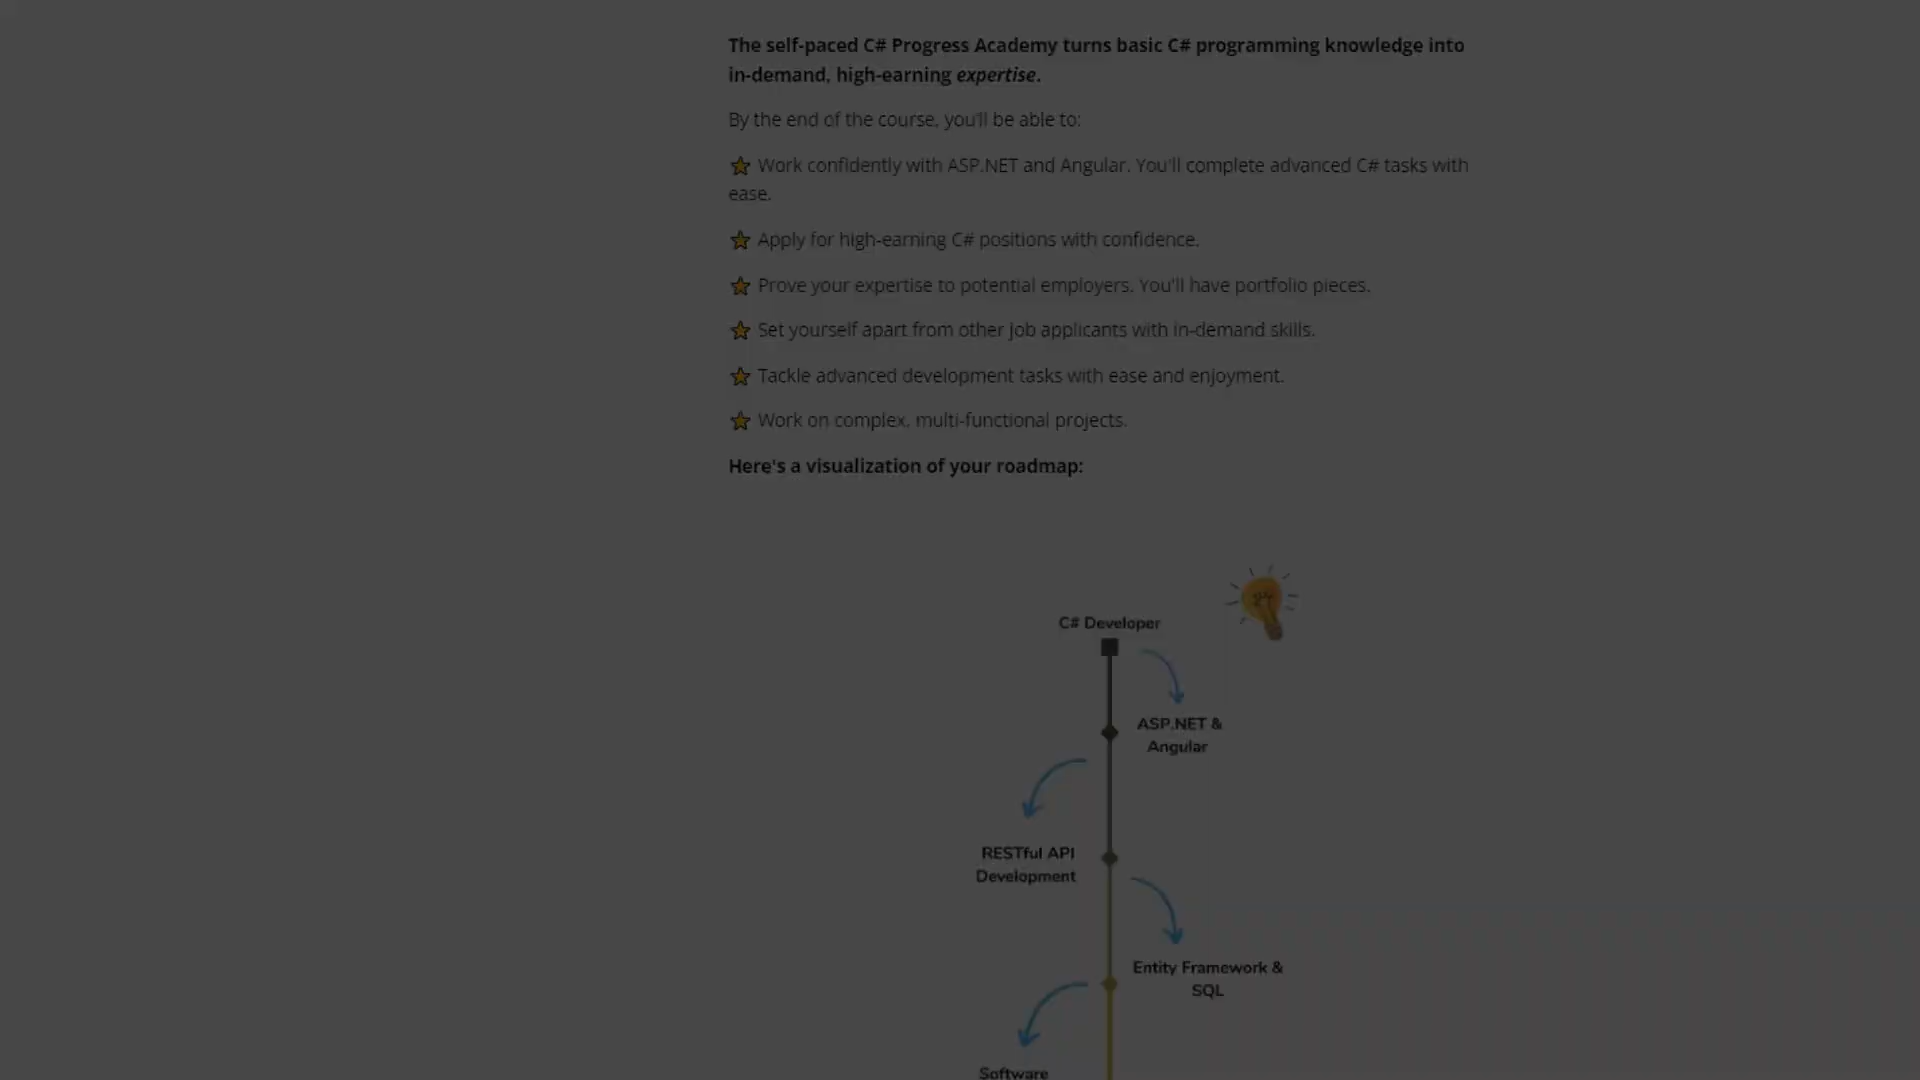 The self-paced C# Progress Academy turns basic C# programming knowledge into
in-demand, high-earning expertise.
By the end of the course, you'll be able to:
Work confidently with ASP.NET and Angular. You'll complete advanced C# tasks with
ease.
Apply for high-earning C# positions with confidence.
Prove your expertise to potential employers. You'll have portfolio pieces.
Set yourself apart from other job applicants with in-demand skills.
Tackle advanced development tasks with ease and enjoyment.
Work on complex, multi-functional projects.
Here's a visualization of your roadmap:
C# Developer
ASP.NET &
Angular
RESTful API
Development
Entity Framework &
SQL
Software